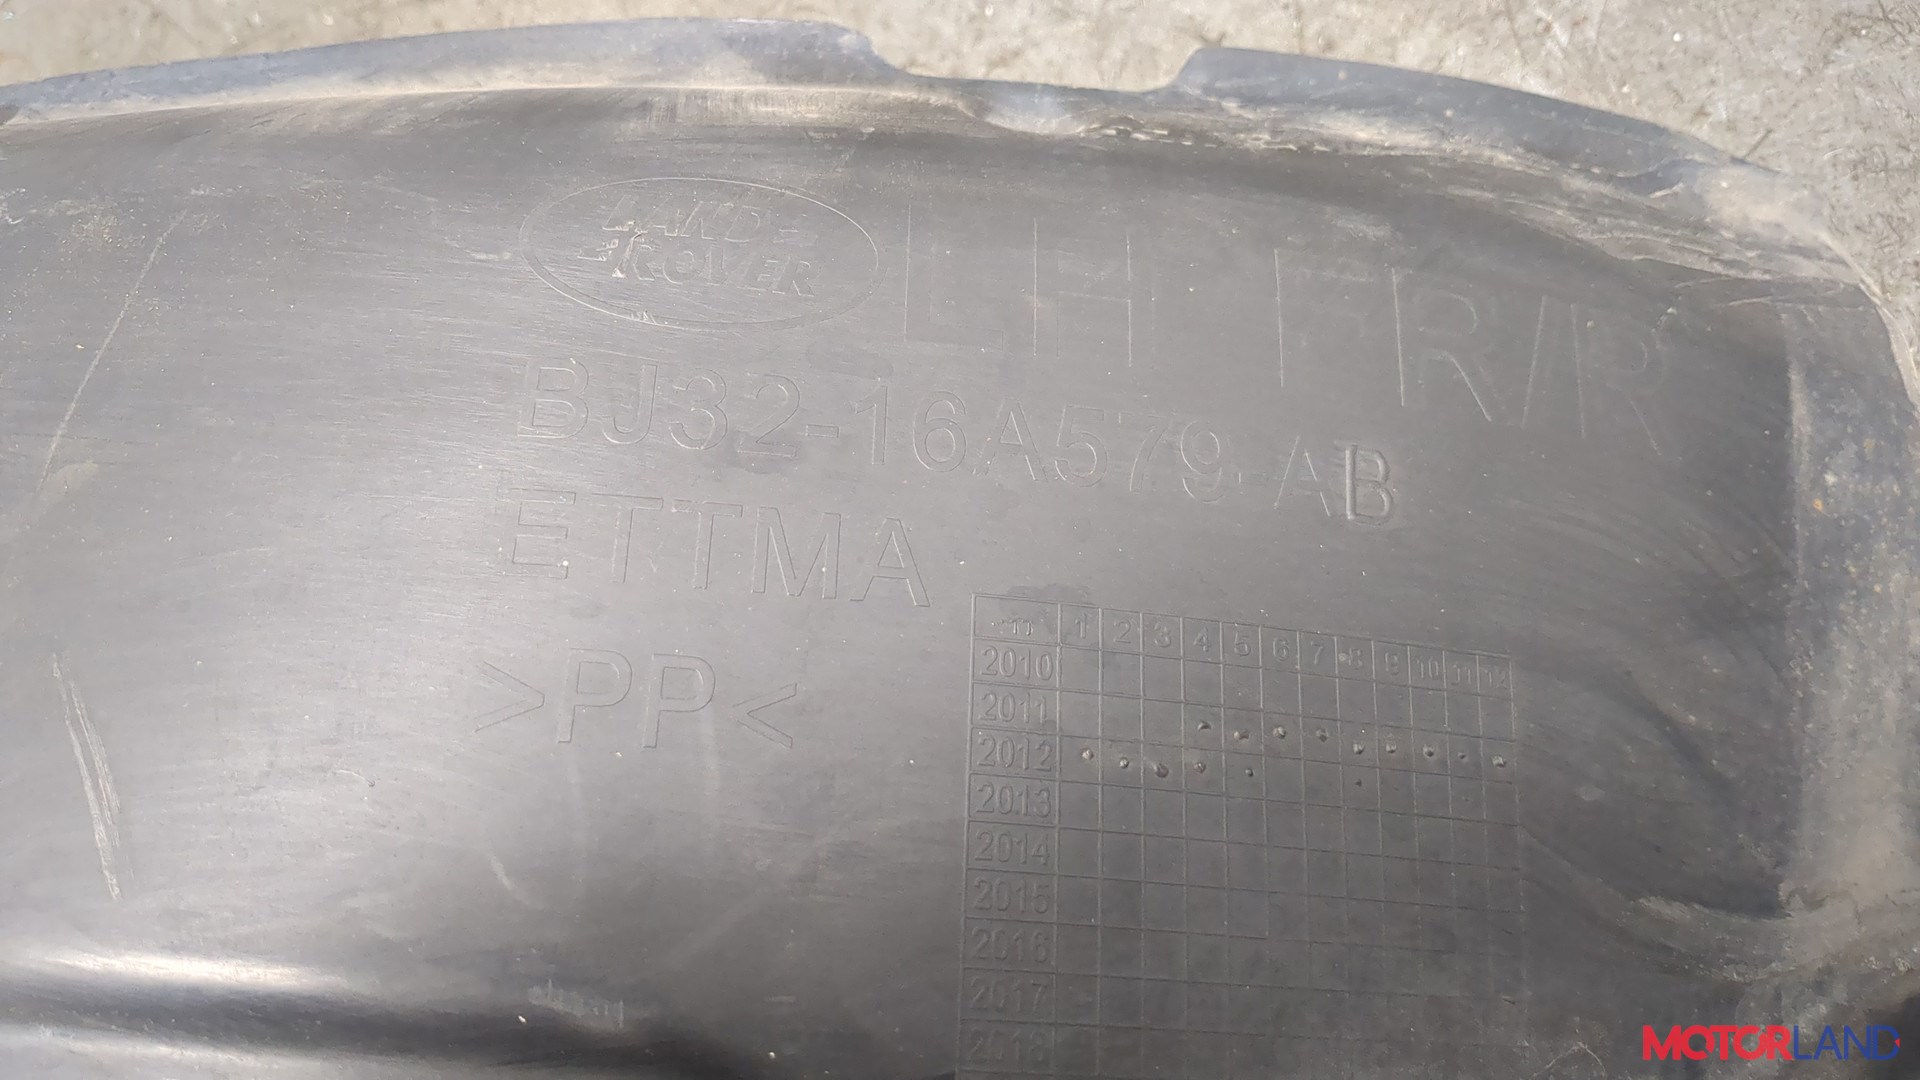 LAND
ROVER
LH FR/R
BJ32-16A579-AB
ETTMA
>PP<
1 2 3 4 5 6 7 8 9 10 11 12
2010
2011
2012
2013
2014
2015
2016
2017
2018
MOTORLAND